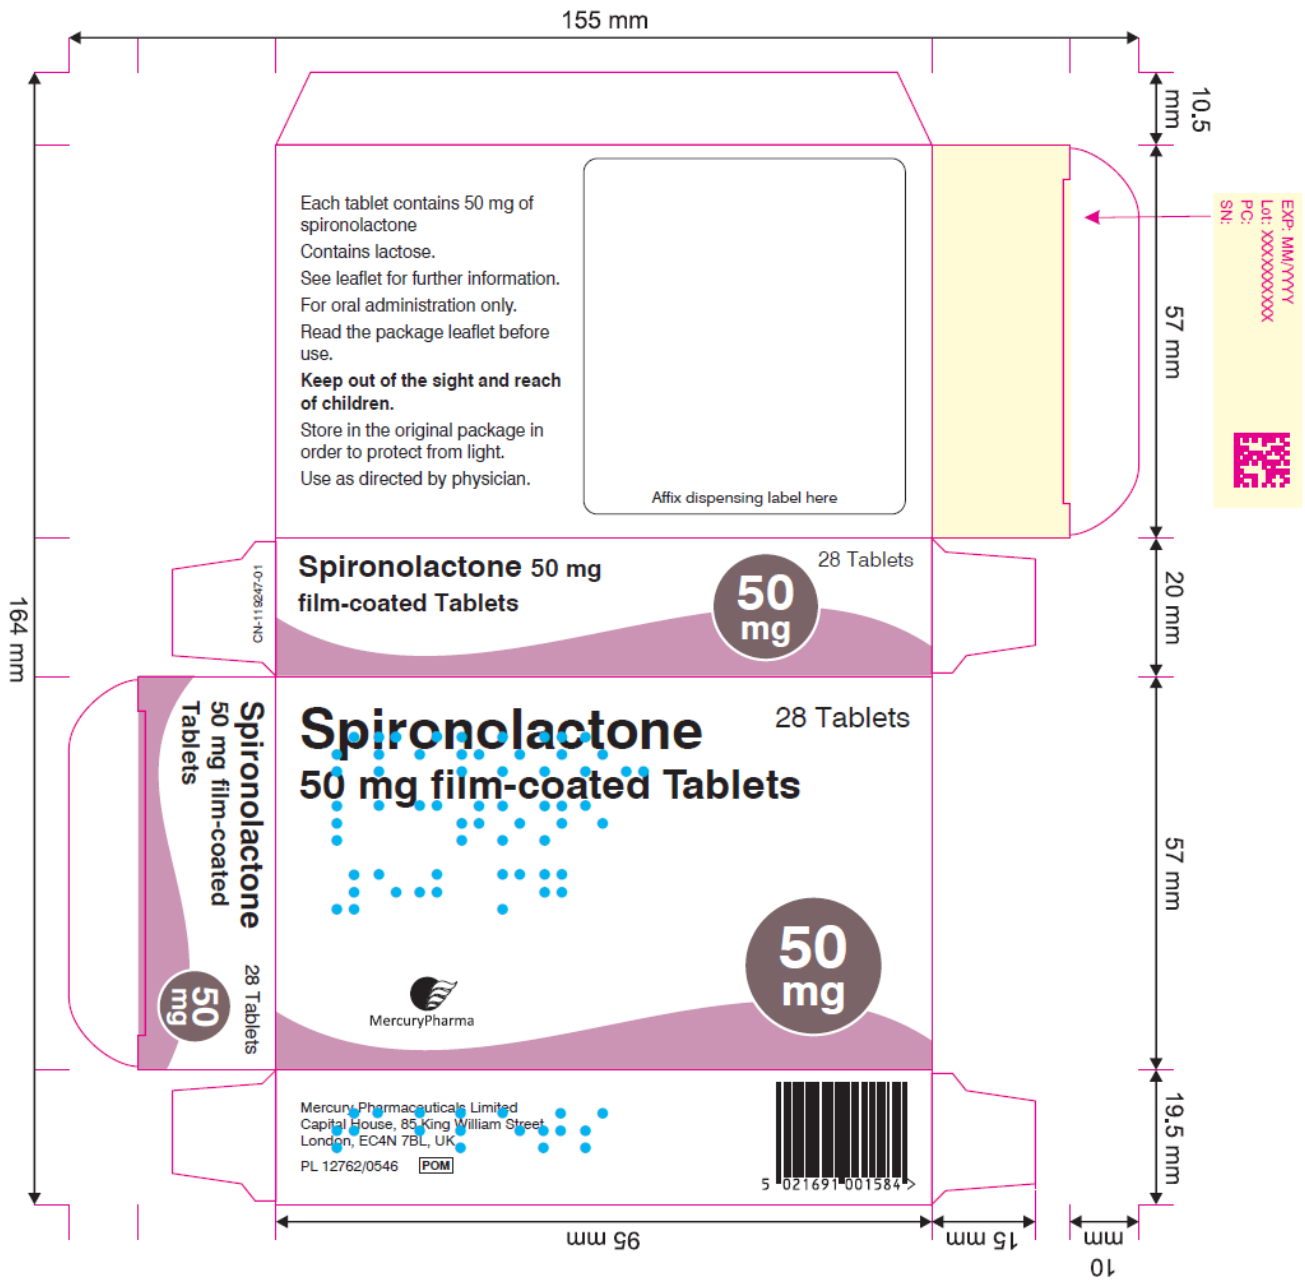 155 mm
10.5 mm
Each tablet contains 50 mg of
spironolactone
Contains lactose.
See leaflet for further information.
For oral administration only.
Read the package leaflet before
use.
Keep out of the sight and reach
of children.
Store in the original package in
order to protect from light.
Use as directed by physician.
Affix dispensing label here
57 mm
EXP: MM/YYYY
Lot: XXXXXXXXXX
PC:
SN:
CN-119247-01
Spironolactone 50 mg
film-coated Tablets
50
mg
28 Tablets
20 mm
164 mm
Spironolactone
50 mg film-coated
Tablets
28 Tablets
50
mg
Spironolactone
28 Tablets
50 mg film-coated Tablets
50
mg
MercuryPharma
57 mm
Mercury Pharmaceuticals Limited
Capital House, 85 King William Street,
London, EC4N 7BL, UK
PL 12762/0546 POM
5 021691 001584 >
19.5 mm
95 mm
15 mm
10 mm